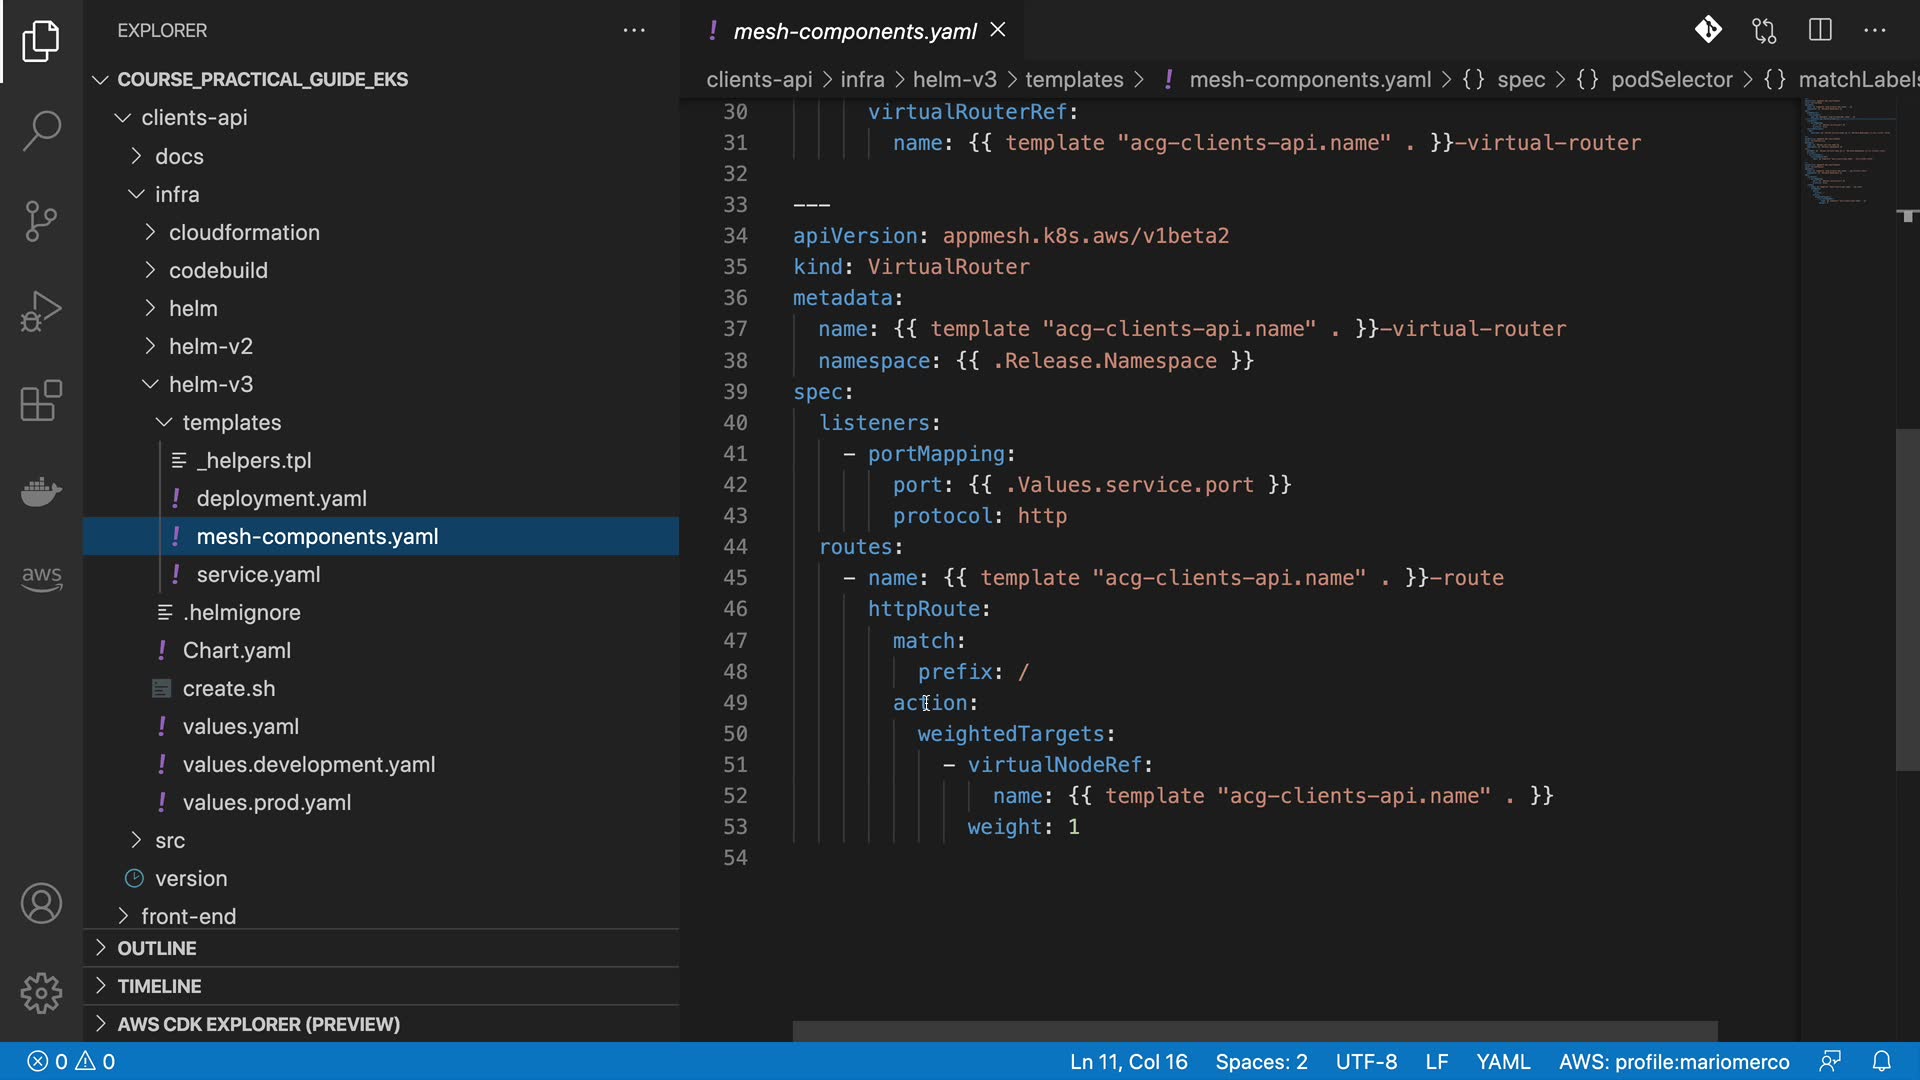 EXPLORER
COURSE_PRACTICAL_GUIDE_EKS
clients-api
docs
infra
cloudformation
codebuild
helm
helm-v2
helm-v3
templates
_helpers.tpl
! deployment.yaml
! mesh-components.yaml
! service.yaml
.helmignore
! Chart.yaml
create.sh
! values.yaml
! values.development.yaml
! values.prod.yaml
src
version
front-end
OUTLINE
TIMELINE
AWS CDK EXPLORER (PREVIEW)
aws
! mesh-components.yaml
clients-api > infra > helm-v3 > templates > ! mesh-components.yaml > {} spec > {} podSelector > {} matchLabels
30 virtualRouterRef:
31 name: {{ template "acg-clients-api.name" . }}-virtual-router
32
33 ---
34 apiVersion: appmesh.k8s.aws/v1beta2
35 kind: VirtualRouter
36 metadata:
37 name: {{ template "acg-clients-api.name" . }}-virtual-router
38 namespace: {{ .Release.Namespace }}
39 spec:
40 listeners:
41 - portMapping:
42 port: {{ .Values.service.port }}
43 protocol: http
44 routes:
45 - name: {{ template "acg-clients-api.name" . }}-route
46 httpRoute:
47 match:
48 prefix: /
49 action:
50 weightedTargets:
51 - virtualNodeRef:
52 name: {{ template "acg-clients-api.name" . }}
53 weight: 1
54
0 0
Ln 11, Col 16
Spaces: 2
UTF-8
LF
YAML
AWS: profile:mariomerco